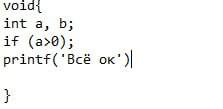 void{
int a, b;
if (a>0);
printf('Всё ок')

}